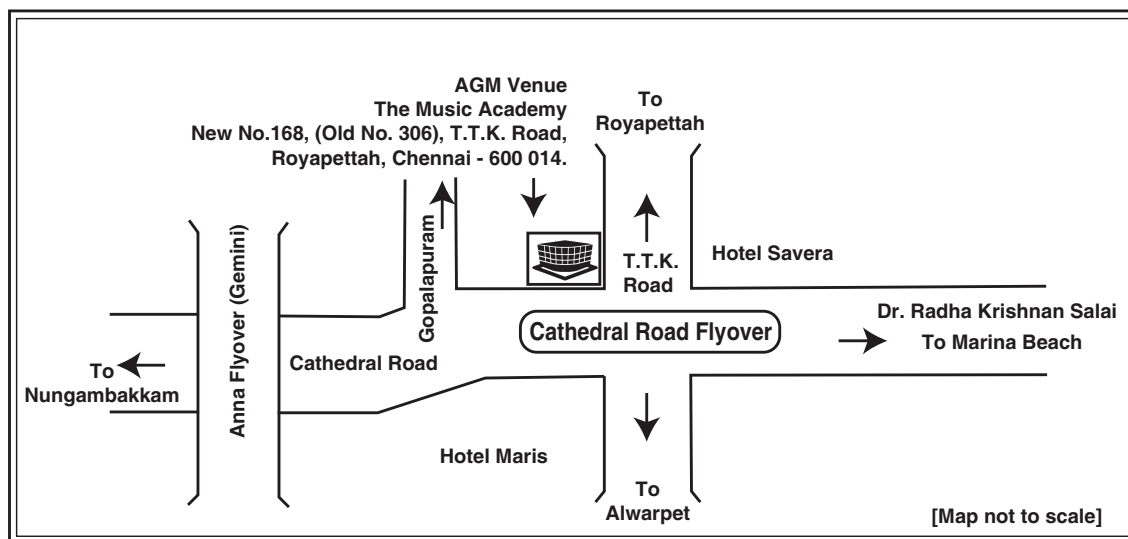 AGM Venue
The Music Academy
New No.168, (Old No. 306), T.T.K. Road,
Royapettah, Chennai - 600 014.
To
Royapettah
Anna Flyover (Gemini)
Gopalapuram
T.T.K.
Road
Hotel Savera
Cathedral Road Flyover
Dr. Radha Krishnan Salai
To Marina Beach
To
Nungambakkam
Cathedral Road
Hotel Maris
To
Alwarpet
[Map not to scale]